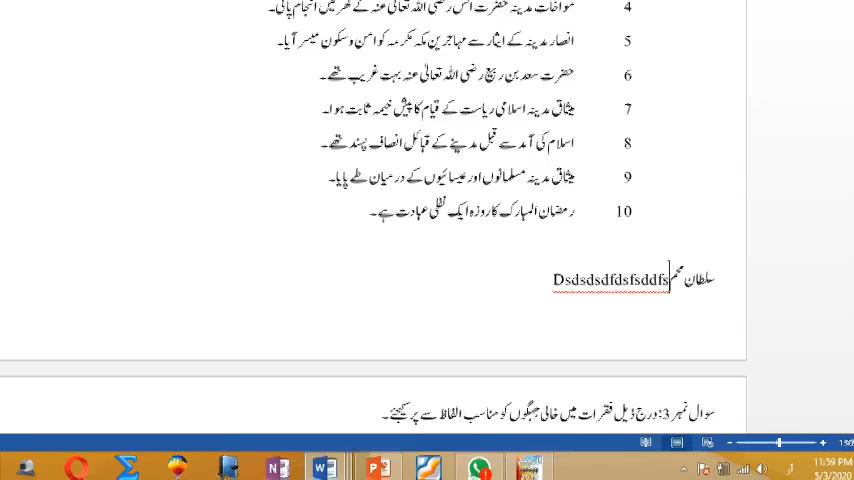 4 مواخات مدینہ حضرت انس رضی اللہ تعالیٰ عنہ کے گھر میں انجام پائی۔
5 انصار مدینہ کے ایثار سے مہاجرین مکہ مکرمہ کو امن و سکون میسر آیا۔
6 حضرت سعد بن ربیع رضی اللہ تعالیٰ عنہ بہت غریب تھے۔
7 میثاق مدینہ اسلامی ریاست کے قیام کا پیش خیمہ ثابت ہوا۔
8 اسلام کی آمد سے قبل مدینے کے قبائل انصاف پسند تھے۔
9 میثاق مدینہ مسلمانوں اور عیسائیوں کے درمیان طے پایا۔
10 رمضان المبارک کا روزہ ایک نفلی عبادت ہے۔
سلطان محمDsdsdsdfdsfsddfs
سوال نمبر 3: درج ذیل فقرات میں خالی جگہوں کو مناسب الفاظ سے پر کیجئے۔
130
11:59 PM
اُر
5/3/2020